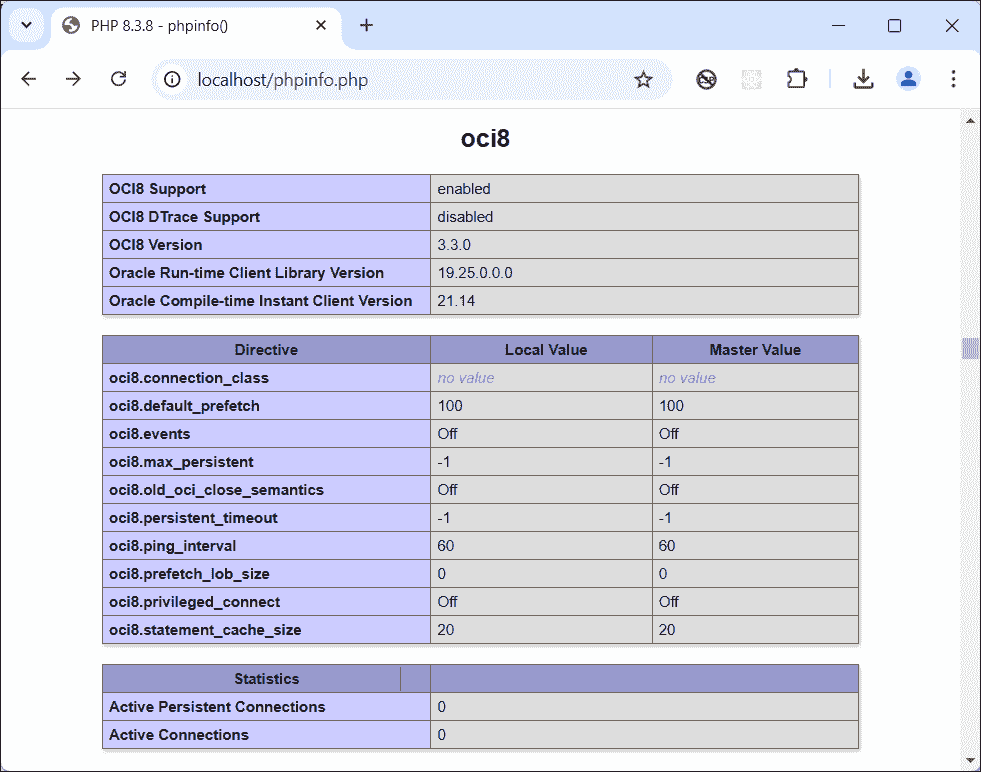 PHP 8.3.8 - phpinfo()
localhost/phpinfo.php
oci8
OCI8 Support enabled
OCI8 DTrace Support disabled
OCI8 Version 3.3.0
Oracle Run-time Client Library Version 19.25.0.0.0
Oracle Compile-time Instant Client Version 21.14
Directive Local Value Master Value
oci8.connection_class no value no value
oci8.default_prefetch 100 100
oci8.events Off Off
oci8.max_persistent -1 -1
oci8.old_oci_close_semantics Off Off
oci8.persistent_timeout -1 -1
oci8.ping_interval 60 60
oci8.prefetch_lob_size 0 0
oci8.privileged_connect Off Off
oci8.statement_cache_size 20 20
Statistics
Active Persistent Connections 0
Active Connections 0